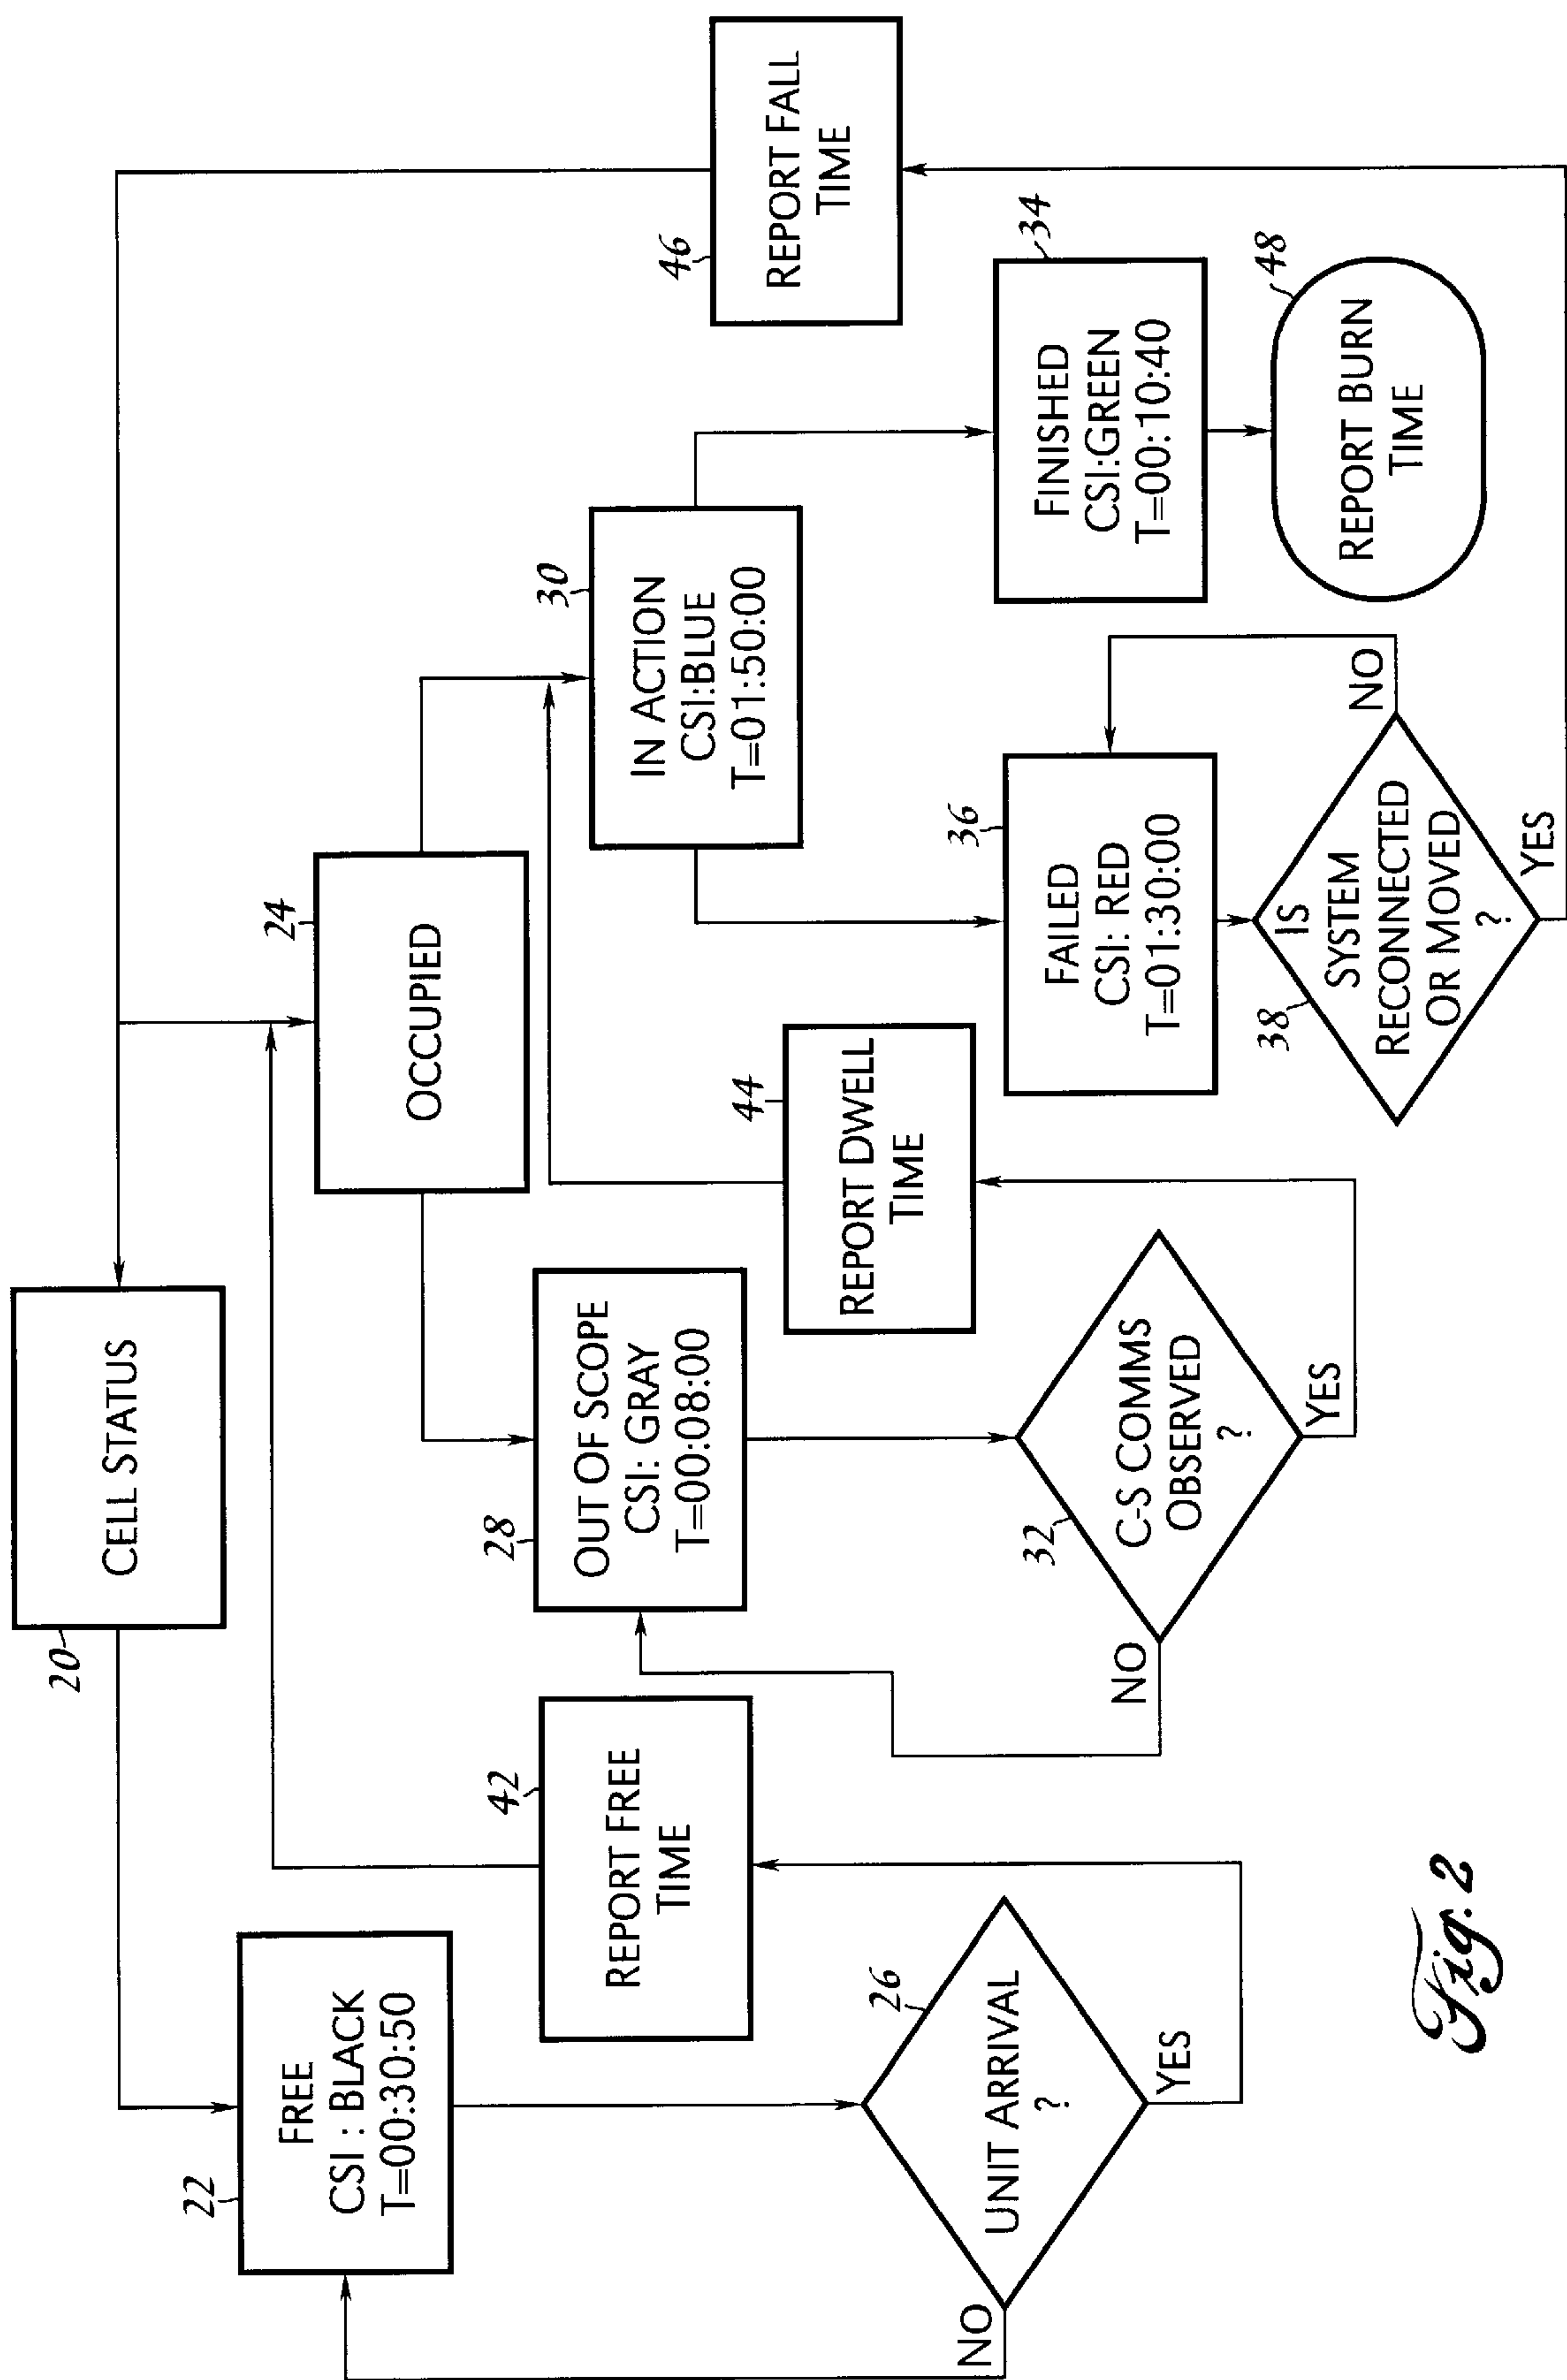 20
CELL STATUS
22
FREE
CSI : BLACK
T=00:30:50
24
OCCUPIED
42
REPORT FREE
TIME
28
OUT OF SCOPE
CSI: GRAY
T=00:08:00
30
IN ACTION
CSI:BLUE
T=01:50:00
46
REPORT FALL
TIME
26
UNIT ARRIVAL
?
NO
YES
32
C-S COMMS
OBSERVED
?
NO
YES
44
REPORT DWELL
TIME
36
FAILED
CSI: RED
T=01:30:00
34
FINISHED
CSI:GREEN
T=00:10:40
38
IS
SYSTEM
RECONNECTED
OR MOVED
?
NO
YES
48
REPORT BURN
TIME
Fig. 2